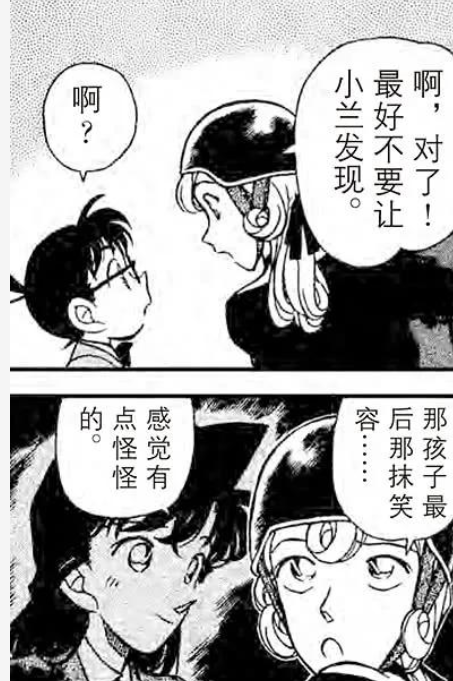 啊，对了！
最好不要让
小兰发现。
啊？
那孩子最
后那抹笑
容……
感觉有
点怪怪
的。